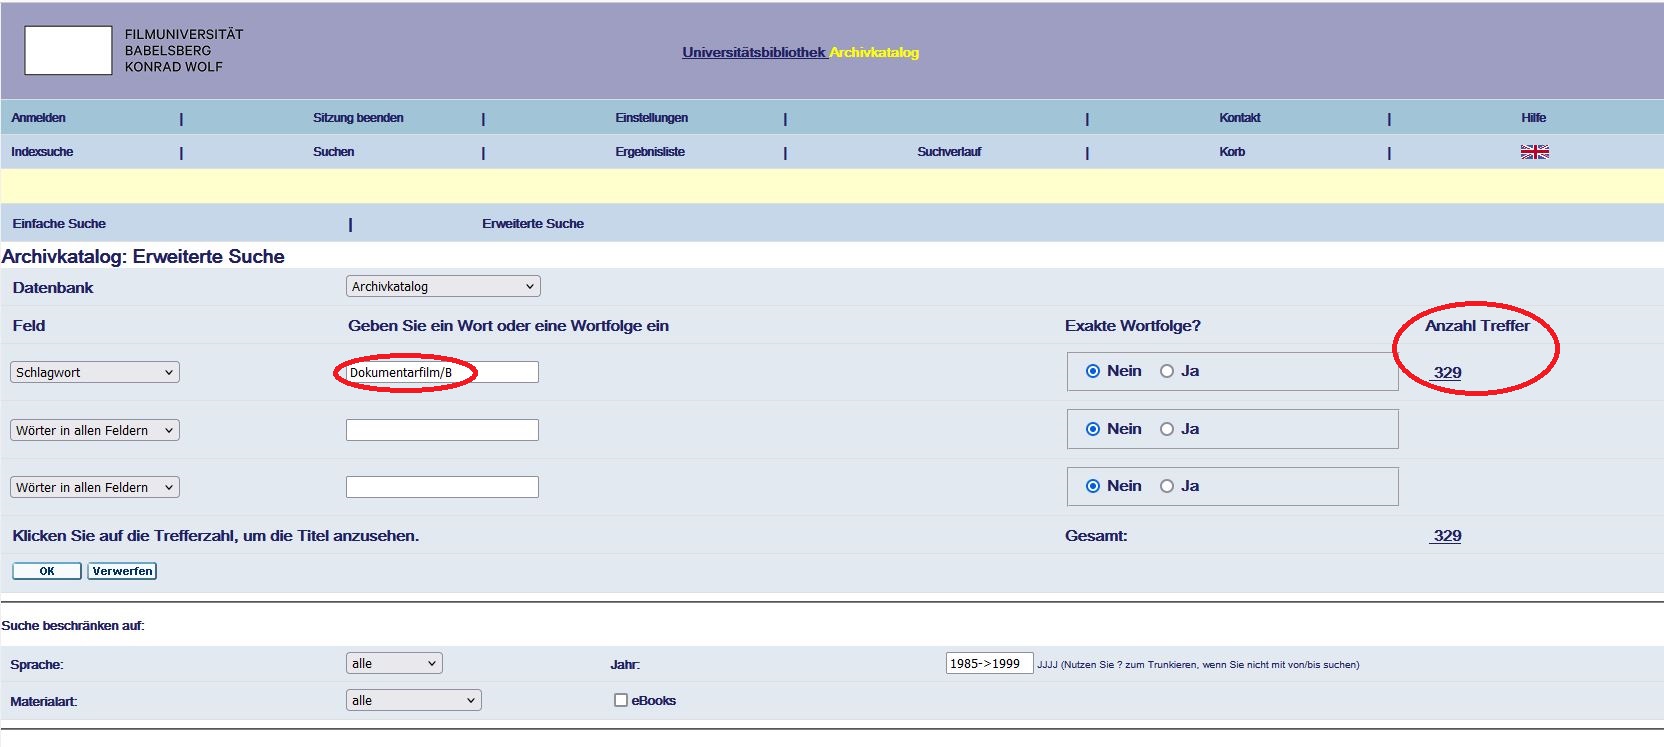 FILMUNIVERSITÄT
BABELSBERG
KONRAD WOLF
Universitätsbibliothek Archivkatalog
Anmelden | Sitzung beenden | Einstellungen | | Kontakt | Hilfe
Indexsuche | Suchen | Ergebnisliste | Suchverlauf | Korb |
Einfache Suche | Erweiterte Suche
Archivkatalog: Erweiterte Suche
Datenbank Archivkatalog
Feld Geben Sie ein Wort oder eine Wortfolge ein Exakte Wortfolge? Anzahl Treffer
Schlagwort Dokumentarfilm/B Nein Ja 329
Wörter in allen Feldern Nein Ja
Wörter in allen Feldern Nein Ja
Klicken Sie auf die Trefferzahl, um die Titel anzusehen. Gesamt: 329
OK Verwerfen
Suche beschränken auf:
Sprache: alle Jahr: 1985->1999 JJJJ (Nutzen Sie ? zum Trunkieren, wenn Sie nicht mit von/bis suchen)
Materialart: alle eBooks